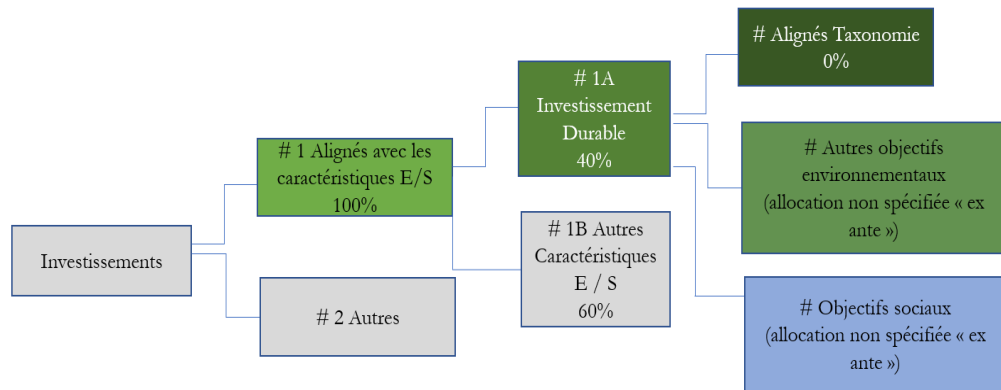 Investissements
# 1 Alignés avec les
caractéristiques E/S
100%
# 2 Autres
# 1A
Investissement
Durable
40%
# 1B Autres
Caractéristiques
E / S
60%
# Alignés Taxonomie
0%
# Autres objectifs
environnementaux
(allocation non spécifiée « ex
ante »)
# Objectifs sociaux
(allocation non spécifiée « ex
ante »)